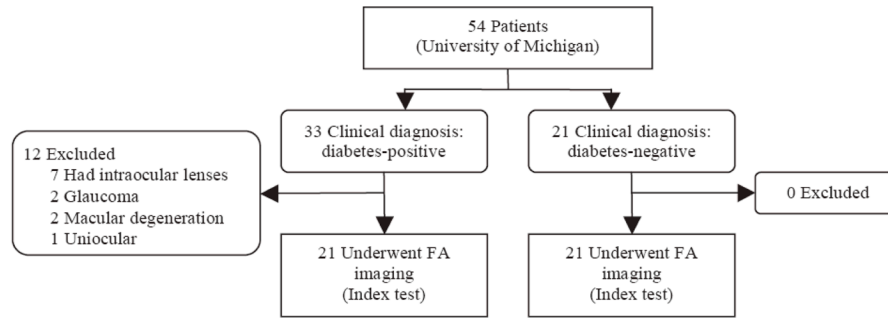 54 Patients
(University of Michigan)
33 Clinical diagnosis:
diabetes-positive
21 Clinical diagnosis:
diabetes-negative
12 Excluded
7 Had intraocular lenses
2 Glaucoma
2 Macular degeneration
1 Uniocular
0 Excluded
21 Underwent FA
imaging
(Index test)
21 Underwent FA
imaging
(Index test)